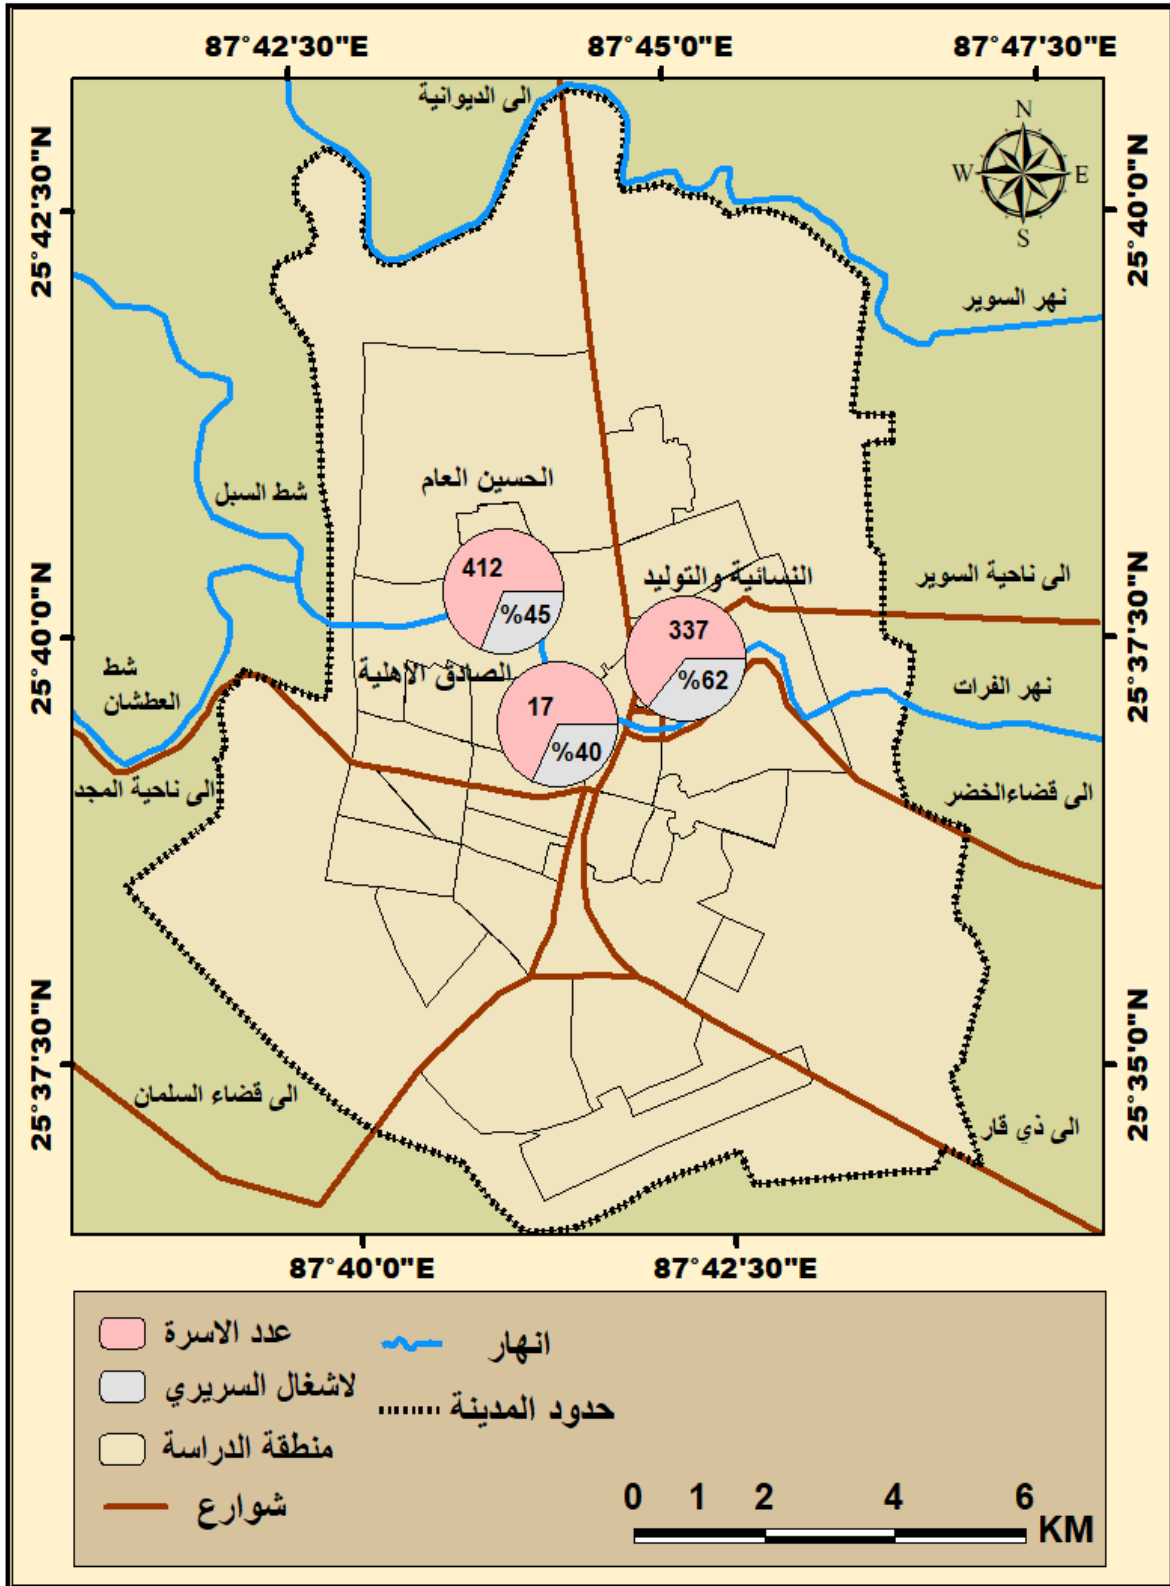 87°42'30"E 87°45'0"E 87°47'30"E
الى الديوانية
N
W E
S
25°42'30"N
25°40'0"N
نهر السوير
الحسين العام
شط السبل
412
%45
النسائية والتوليد
337
%62
الى ناحية السوير
25°40'0"N
25°37'30"N
الصادق الاهلية
17
%40
شط
العطشان
نهر الفرات
الى ناحية المجد
الى قضاءالخضر
25°37'30"N
25°35'0"N
الى قضاء السلمان
الى ذي قار
87°40'0"E 87°42'30"E
عدد الاسرة
انهار
لاشغال السريري
حدود المدينة
منطقة الدراسة
شوارع
0 1 2 4 6
KM